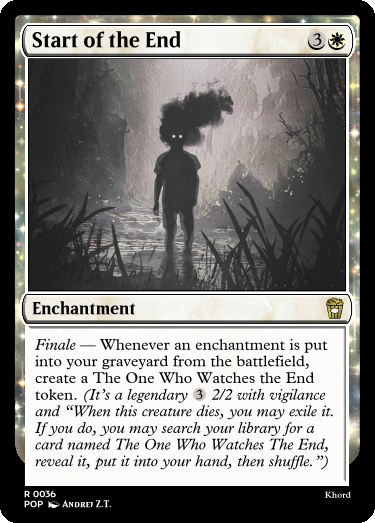 Start of the End 3
Enchantment
Finale — Whenever an enchantment is put
into your graveyard from the battlefield,
create a The One Who Watches the End
token. (It's a legendary 3 2/2 with vigilance
and “When this creature dies, you may exile it.
If you do, you may search your library for a
card named The One Who Watches The End,
reveal it, put it into your hand, then shuffle.”)
R 0036 Khord
POP Andrei Z.T.